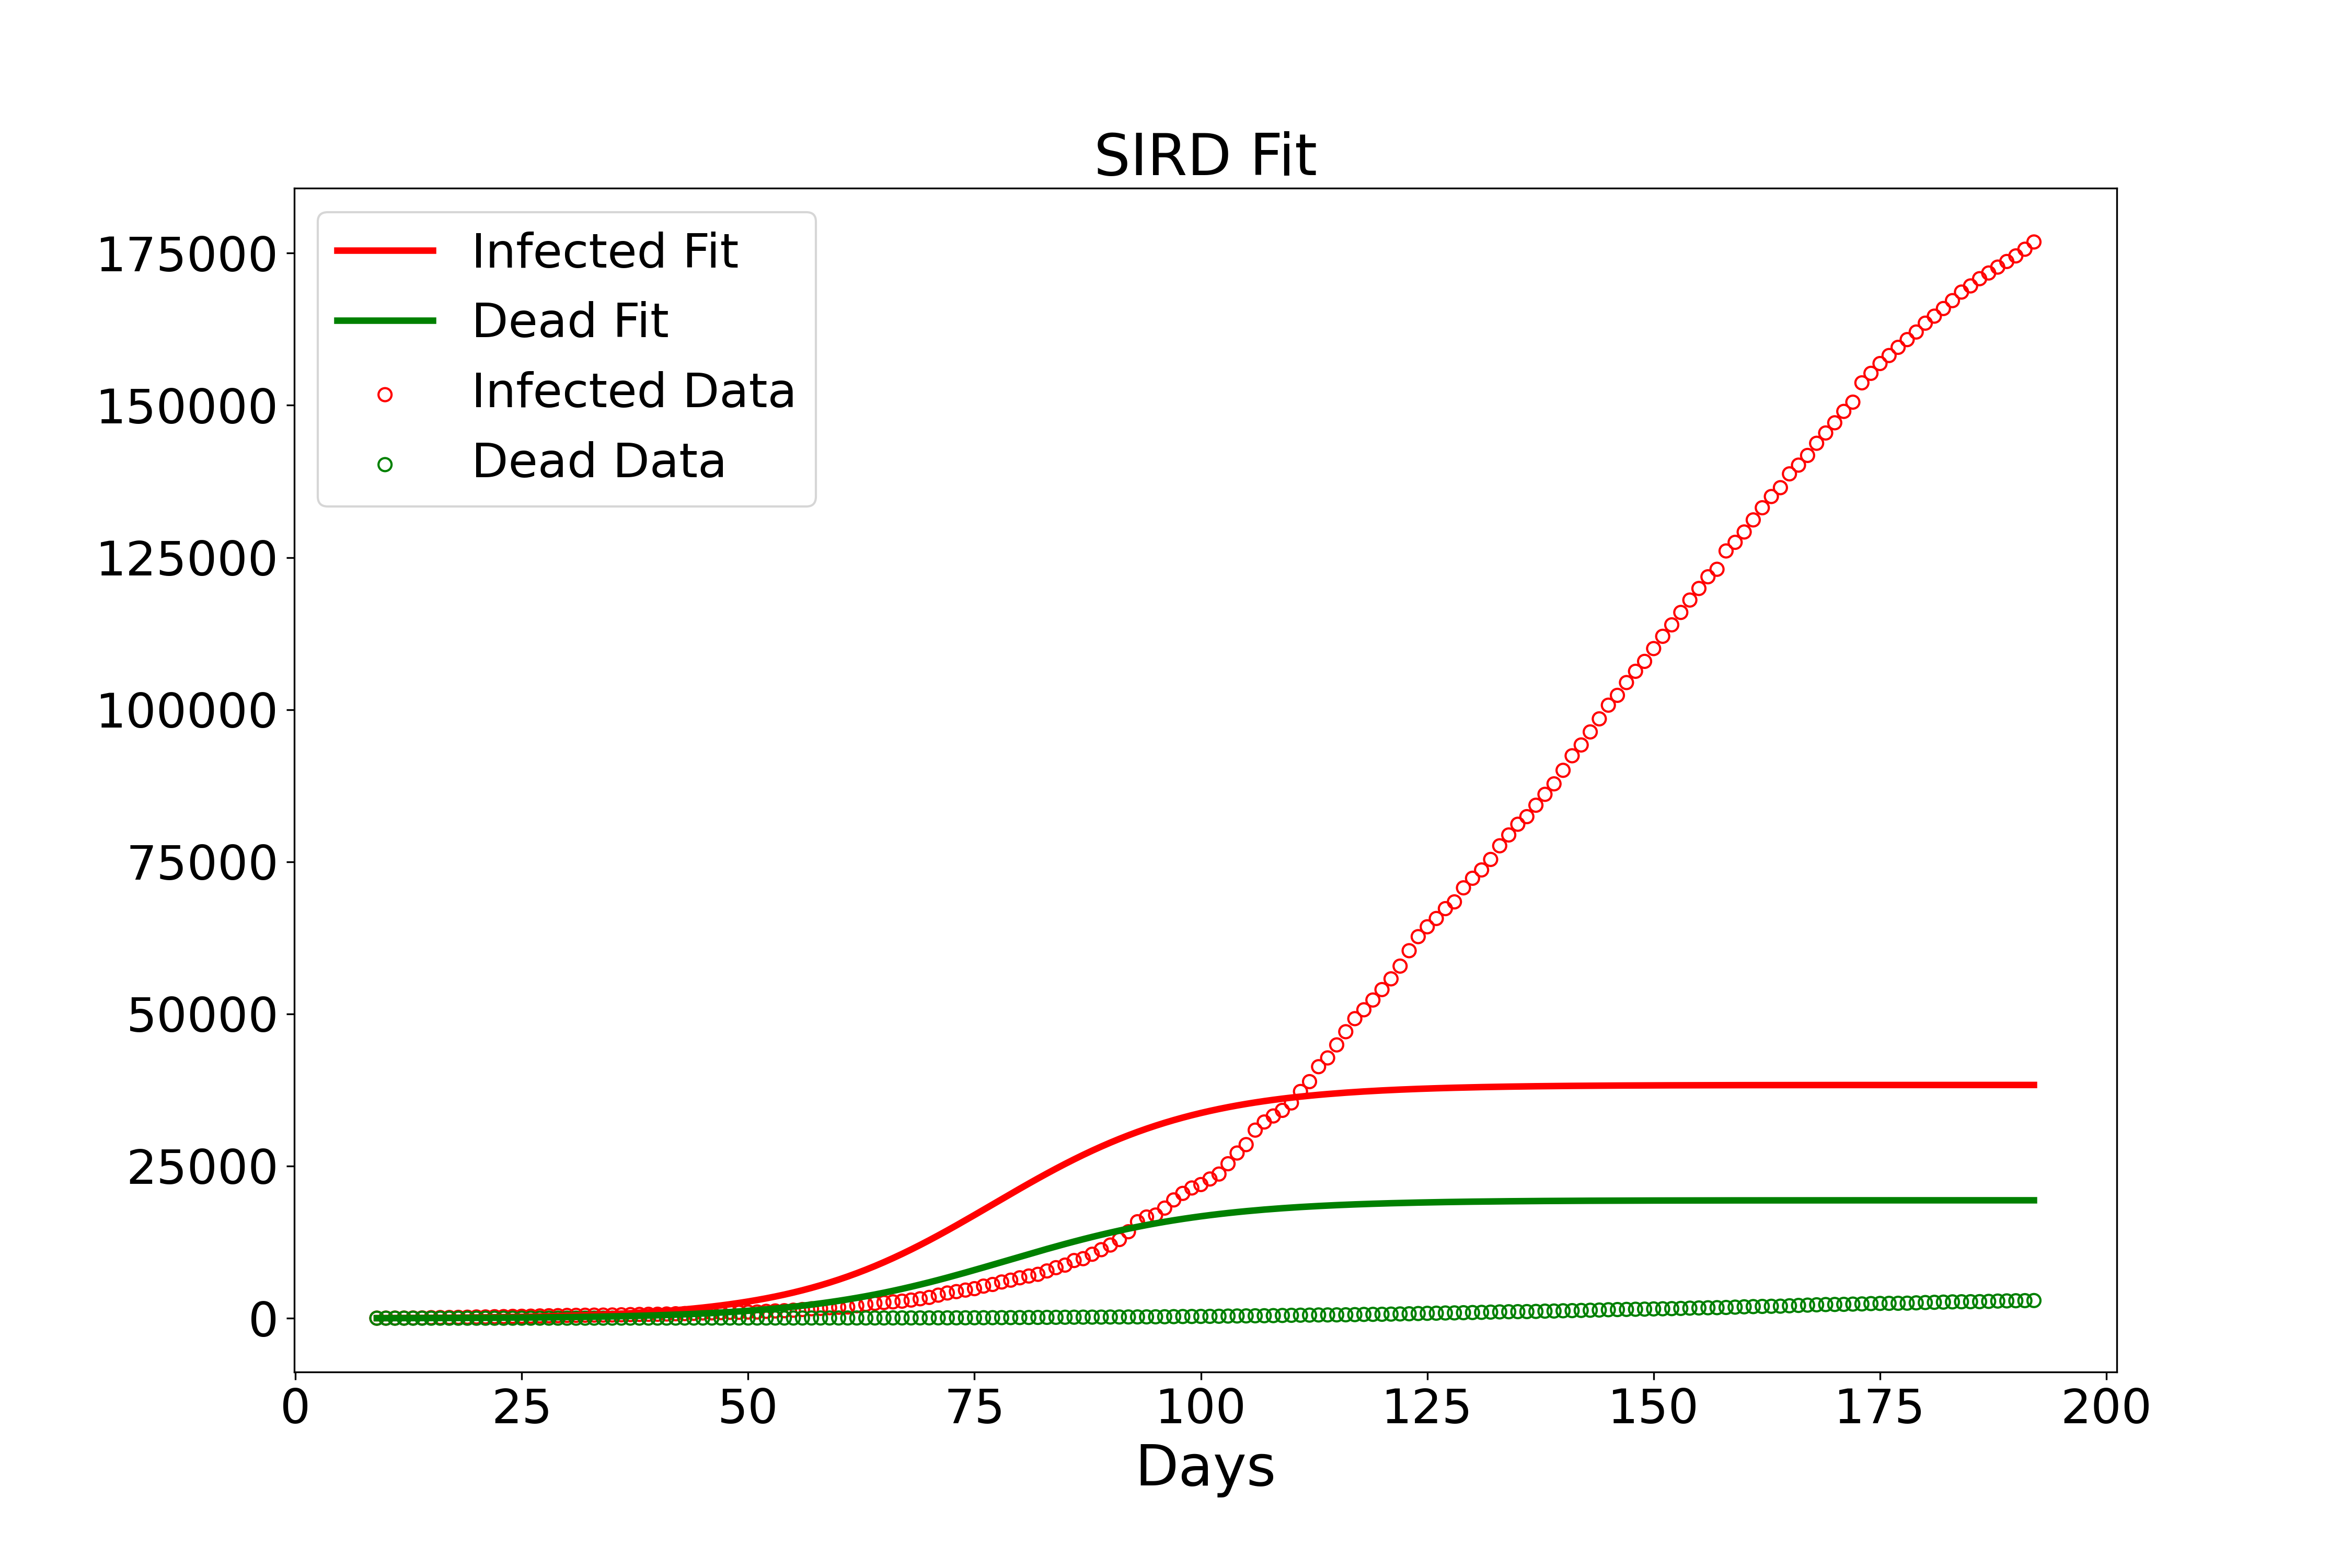 SIRD Fit
175000
150000
125000
100000
75000
50000
25000
0
Infected Fit
Dead Fit
Infected Data
Dead Data
0 25 50 75 100 125 150 175 200
Days